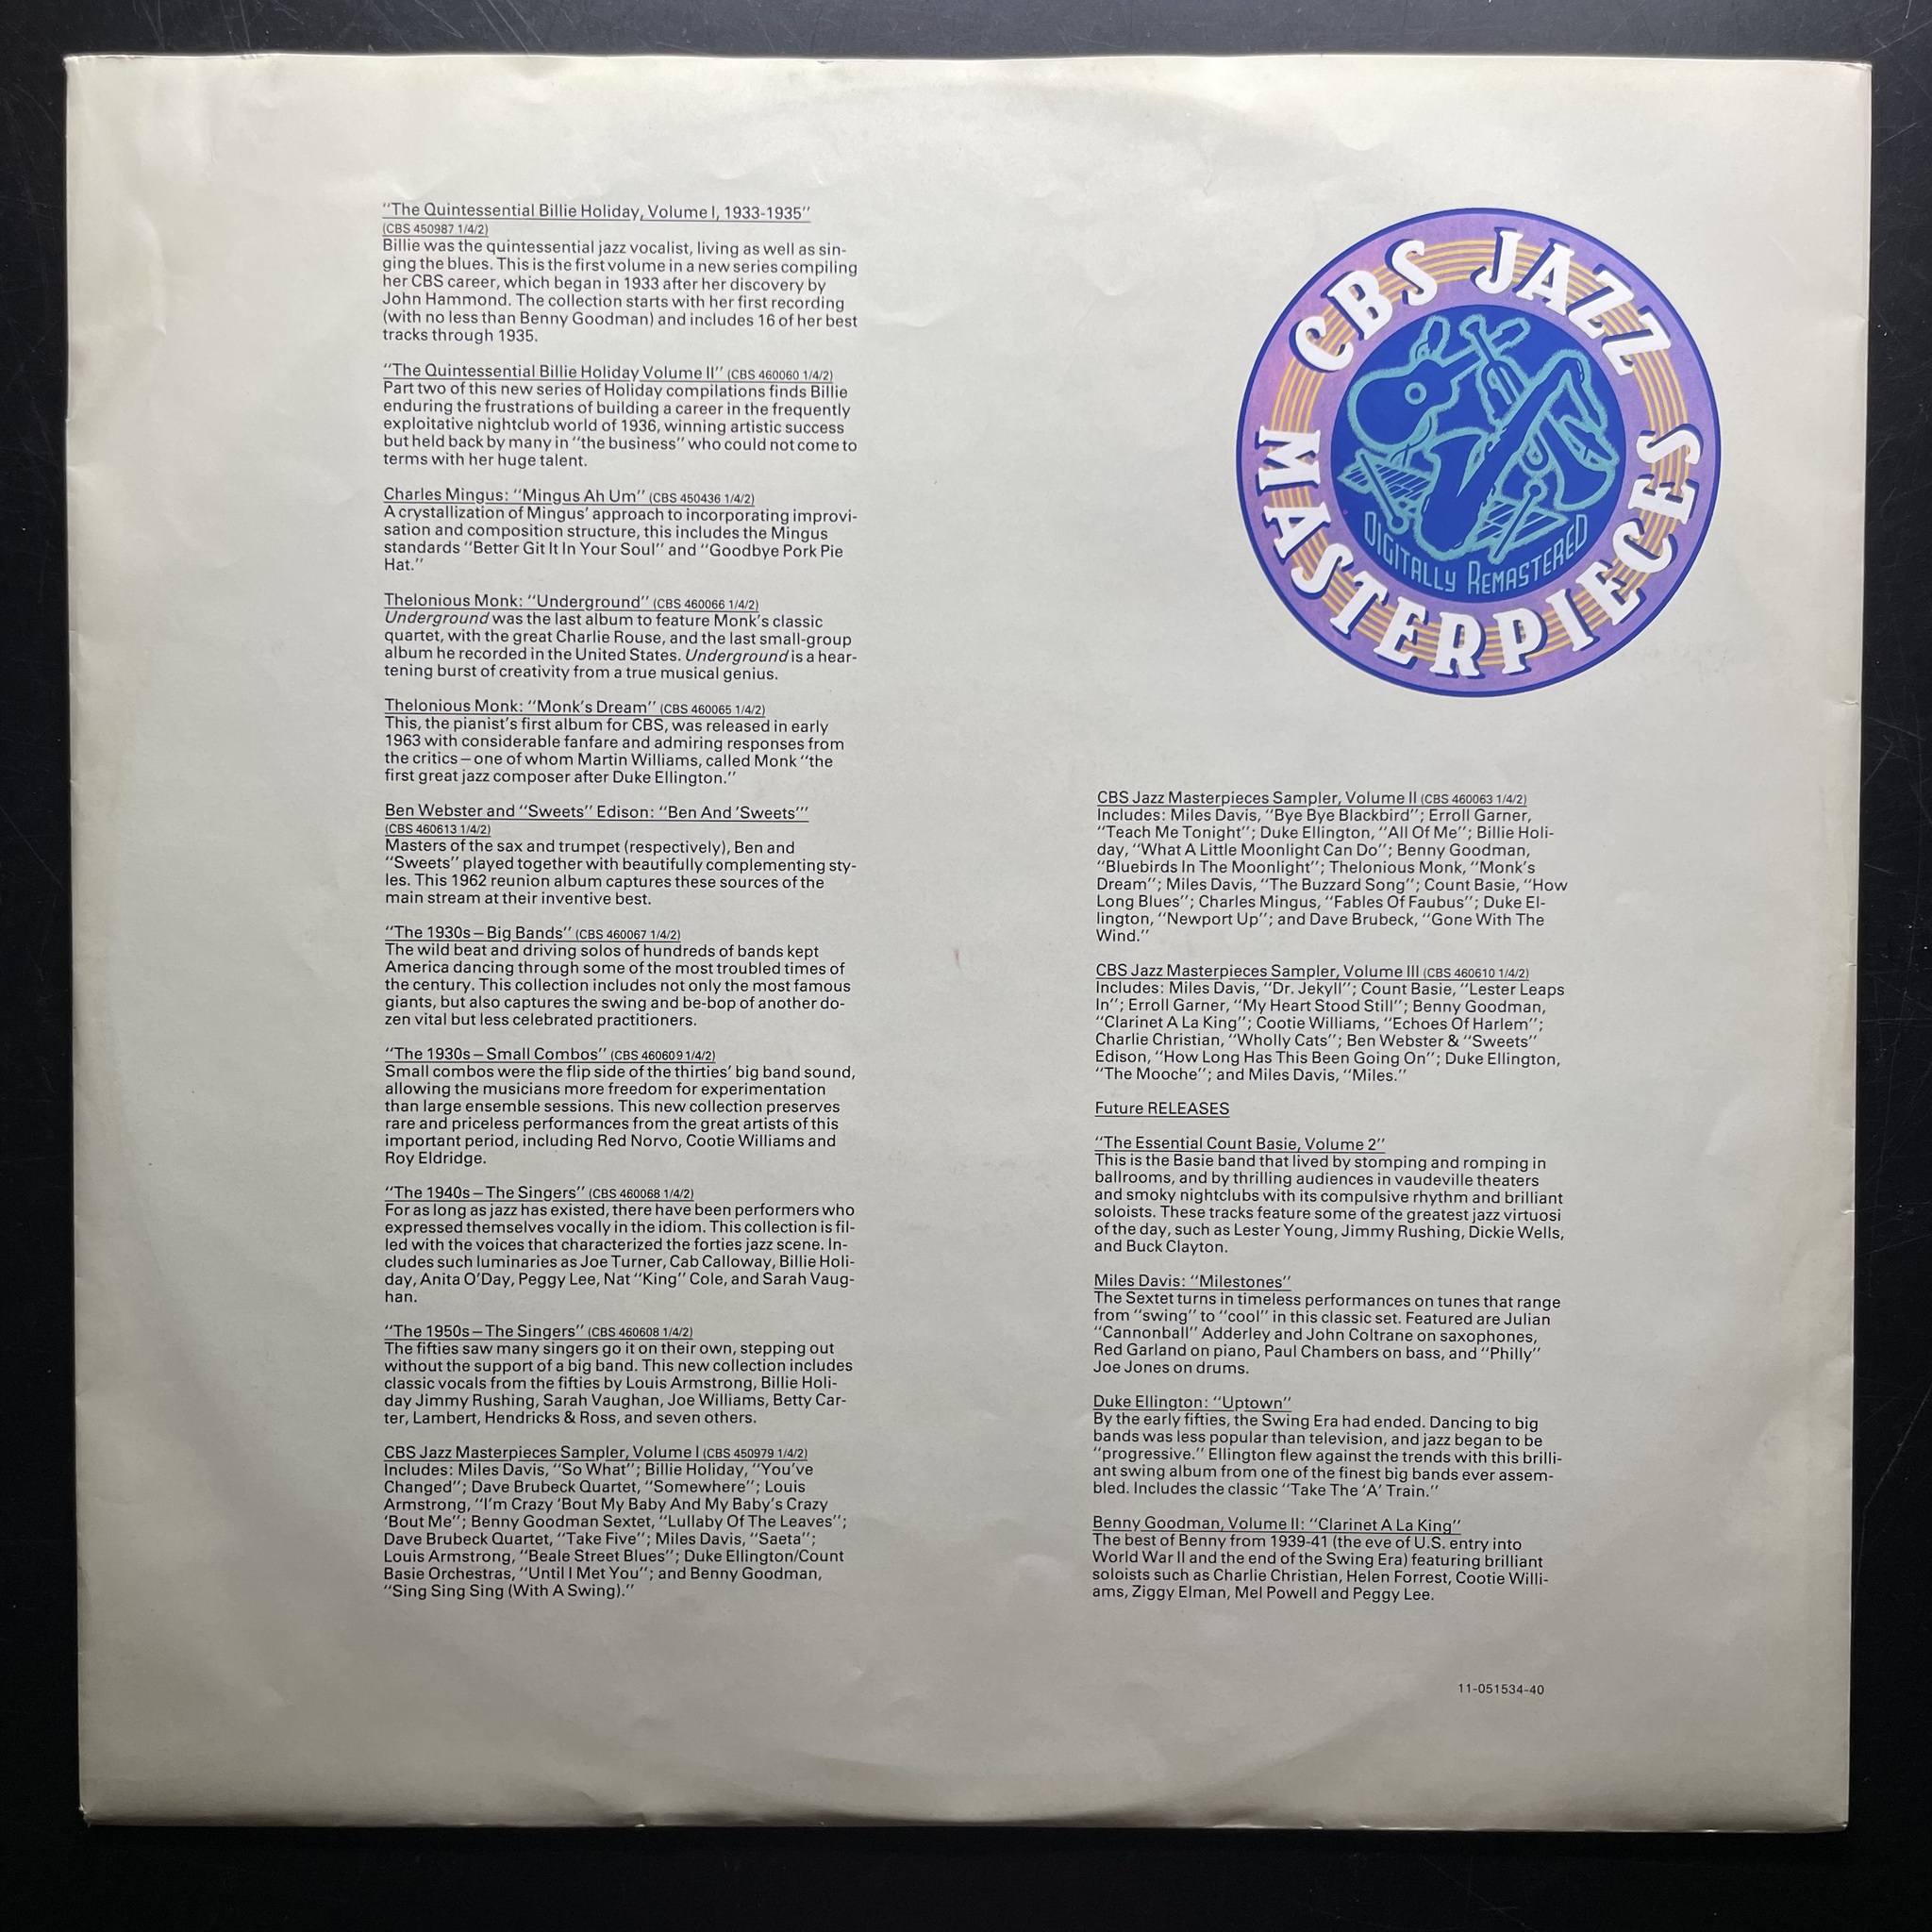 "The Quintessential Billie Holiday, Volume I, 1933-1935"
(CBS 450987 1/4/2)
Billie was the quintessential jazz vocalist, living as well as sin-
ging the blues. This is the first volume in a new series compiling
her CBS career, which began in 1933 after her discovery by
John Hammond. The collection starts with her first recording
(with no less than Benny Goodman) and includes 16 of her best
tracks through 1935.
"The Quintessential Billie Holiday Volume II" (CBS 460060 1/4/2)
Part two of this new series of Holiday compilations finds Billie
enduring the frustrations of building a career in the frequently
exploitative nightclub world of 1936, winning artistic success
but held back by many in "the business" who could not come to
terms with her huge talent.
Charles Mingus: "Mingus Ah Um" (CBS 450436 1/4/2)
A crystallization of Mingus' approach to incorporating improvi-
sation and composition structure, this includes the Mingus
standards "Better Git It In Your Soul" and "Goodbye Pork Pie
Hat."
Thelonious Monk: "Underground" (CBS 460066 1/4/2)
Underground was the last album to feature Monk's classic
quartet, with the great Charlie Rouse, and the last small-group
album he recorded in the United States. Underground is a hear-
tening burst of creativity from a true musical genius.
Thelonious Monk: "Monk's Dream" (CBS 460065 1/4/2)
This, the pianist's first album for CBS, was released in early
1963 with considerable fanfare and admiring responses from
the critics – one of whom Martin Williams, called Monk "the
first great jazz composer after Duke Ellington."
Ben Webster and "Sweets" Edison: "Ben And 'Sweets'"
(CBS 460613 1/4/2)
Masters of the sax and trumpet (respectively), Ben and
"Sweets" played together with beautifully complementing sty-
les. This 1962 reunion album captures these sources of the
main stream at their inventive best.
"The 1930s – Big Bands" (CBS 460067 1/4/2)
The wild beat and driving solos of hundreds of bands kept
America dancing through some of the most troubled times of
the century. This collection includes not only the most famous
giants, but also captures the swing and be-bop of another do-
zen vital but less celebrated practitioners.
"The 1930s – Small Combos" (CBS 460609 1/4/2)
Small combos were the flip side of the thirties' big band sound,
allowing the musicians more freedom for experimentation
than large ensemble sessions. This new collection preserves
rare and priceless performances from the great artists of this
important period, including Red Norvo, Cootie Williams and
Roy Eldridge.
"The 1940s – The Singers" (CBS 460068 1/4/2)
For as long as jazz has existed, there have been performers who
expressed themselves vocally in the idiom. This collection is fil-
led with the voices that characterized the forties jazz scene. In-
cludes such luminaries as Joe Turner, Cab Calloway, Billie Holi-
day, Anita O'Day, Peggy Lee, Nat "King" Cole, and Sarah Vaug-
han.
"The 1950s – The Singers" (CBS 460608 1/4/2)
The fifties saw many singers go it on their own, stepping out
without the support of a big band. This new collection includes
classic vocals from the fifties by Louis Armstrong, Billie Holi-
day Jimmy Rushing, Sarah Vaughan, Joe Williams, Betty Car-
ter, Lambert, Hendricks & Ross, and seven others.
CBS Jazz Masterpieces Sampler, Volume I (CBS 450979 1/4/2)
Includes: Miles Davis, "So What"; Billie Holiday, "You've
Changed"; Dave Brubeck Quartet, "Somewhere"; Louis
Armstrong, "I'm Crazy 'Bout My Baby And My Baby's Crazy
'Bout Me"; Benny Goodman Sextet, "Lullaby Of The Leaves";
Dave Brubeck Quartet, "Take Five"; Miles Davis, "Saeta";
Louis Armstrong, "Beale Street Blues"; Duke Ellington/Count
Basie Orchestras, "Until I Met You"; and Benny Goodman,
"Sing Sing Sing (With A Swing)."
CBS JAZZ
MASTERPIECES
DIGITALLY REMASTERED
CBS Jazz Masterpieces Sampler, Volume II (CBS 460063 1/4/2)
Includes: Miles Davis, "Bye Bye Blackbird"; Erroll Garner,
"Teach Me Tonight"; Duke Ellington, "All Of Me"; Billie Holi-
day, "What A Little Moonlight Can Do"; Benny Goodman,
"Bluebirds In The Moonlight"; Thelonious Monk, "Monk's
Dream"; Miles Davis, "The Buzzard Song"; Count Basie, "How
Long Blues"; Charles Mingus, "Fables Of Faubus"; Duke El-
lington, "Newport Up"; and Dave Brubeck, "Gone With The
Wind."
CBS Jazz Masterpieces Sampler, Volume III (CBS 460610 1/4/2)
Includes: Miles Davis, "Dr. Jekyll"; Count Basie, "Lester Leaps
In"; Erroll Garner, "My Heart Stood Still"; Benny Goodman,
"Clarinet A La King"; Cootie Williams, "Echoes Of Harlem";
Charlie Christian, "Wholly Cats"; Ben Webster & "Sweets"
Edison, "How Long Has This Been Going On"; Duke Ellington,
"The Mooche"; and Miles Davis, "Miles."
Future RELEASES
"The Essential Count Basie, Volume 2"
This is the Basie band that lived by stomping and romping in
ballrooms, and by thrilling audiences in vaudeville theaters
and smoky nightclubs with its compulsive rhythm and brilliant
soloists. These tracks feature some of the greatest jazz virtuosi
of the day, such as Lester Young, Jimmy Rushing, Dickie Wells,
and Buck Clayton.
Miles Davis: "Milestones"
The Sextet turns in timeless performances on tunes that range
from "swing" to "cool" in this classic set. Featured are Julian
"Cannonball" Adderley and John Coltrane on saxophones,
Red Garland on piano, Paul Chambers on bass, and "Philly"
Joe Jones on drums.
Duke Ellington: "Uptown"
By the early fifties, the Swing Era had ended. Dancing to big
bands was less popular than television, and jazz began to be
"progressive." Ellington flew against the trends with this brilli-
ant swing album from one of the finest big bands ever assem-
bled. Includes the classic "Take The 'A' Train."
Benny Goodman, Volume II: "Clarinet A La King"
The best of Benny from 1939-41 (the eve of U.S. entry into
World War II and the end of the Swing Era) featuring brilliant
soloists such as Charlie Christian, Helen Forrest, Cootie Willi-
ams, Ziggy Elman, Mel Powell and Peggy Lee.
11-051534-40